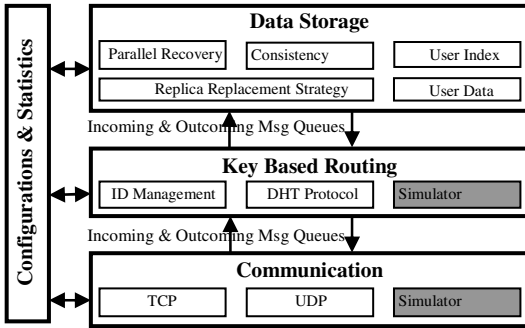 Configurations & Statistics
Data Storage
Parallel Recovery
Consistency
User Index
Replica Replacement Strategy
User Data
Incoming & Outcoming Msg Queues
Key Based Routing
ID Management
DHT Protocol
Simulator
Incoming & Outcoming Msg Queues
Communication
TCP
UDP
Simulator